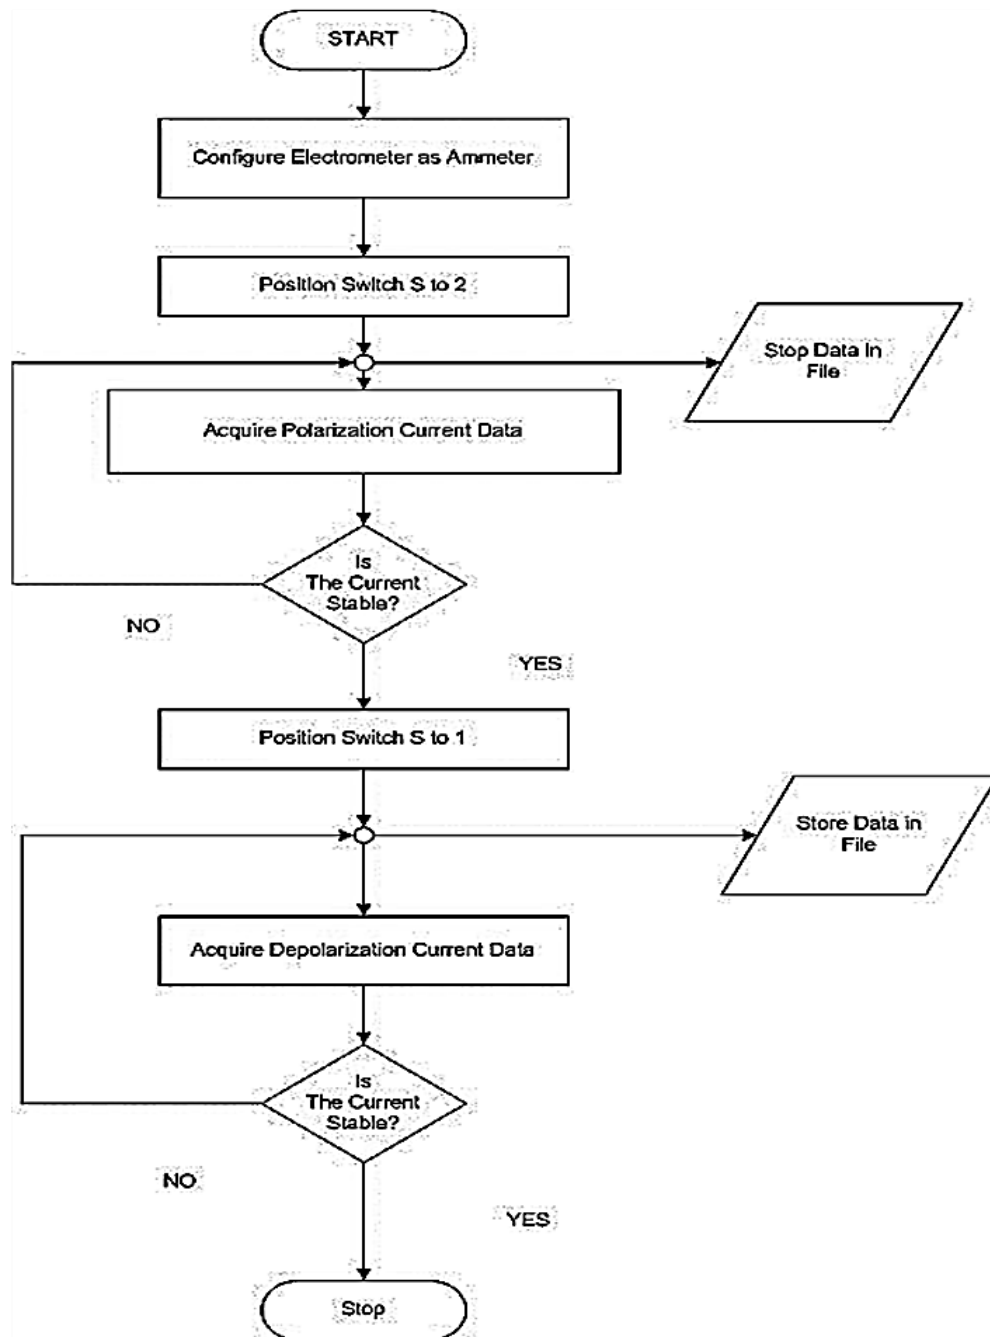 START
Configure Electrometer as Ammeter
Position Switch S to 2
Stop Data in
File
Acquire Polarization Current Data
Is
The Current
Stable?
NO
YES
Position Switch S to 1
Store Data in
File
Acquire Depolarization Current Data
Is
The Current
Stable?
NO
YES
Stop